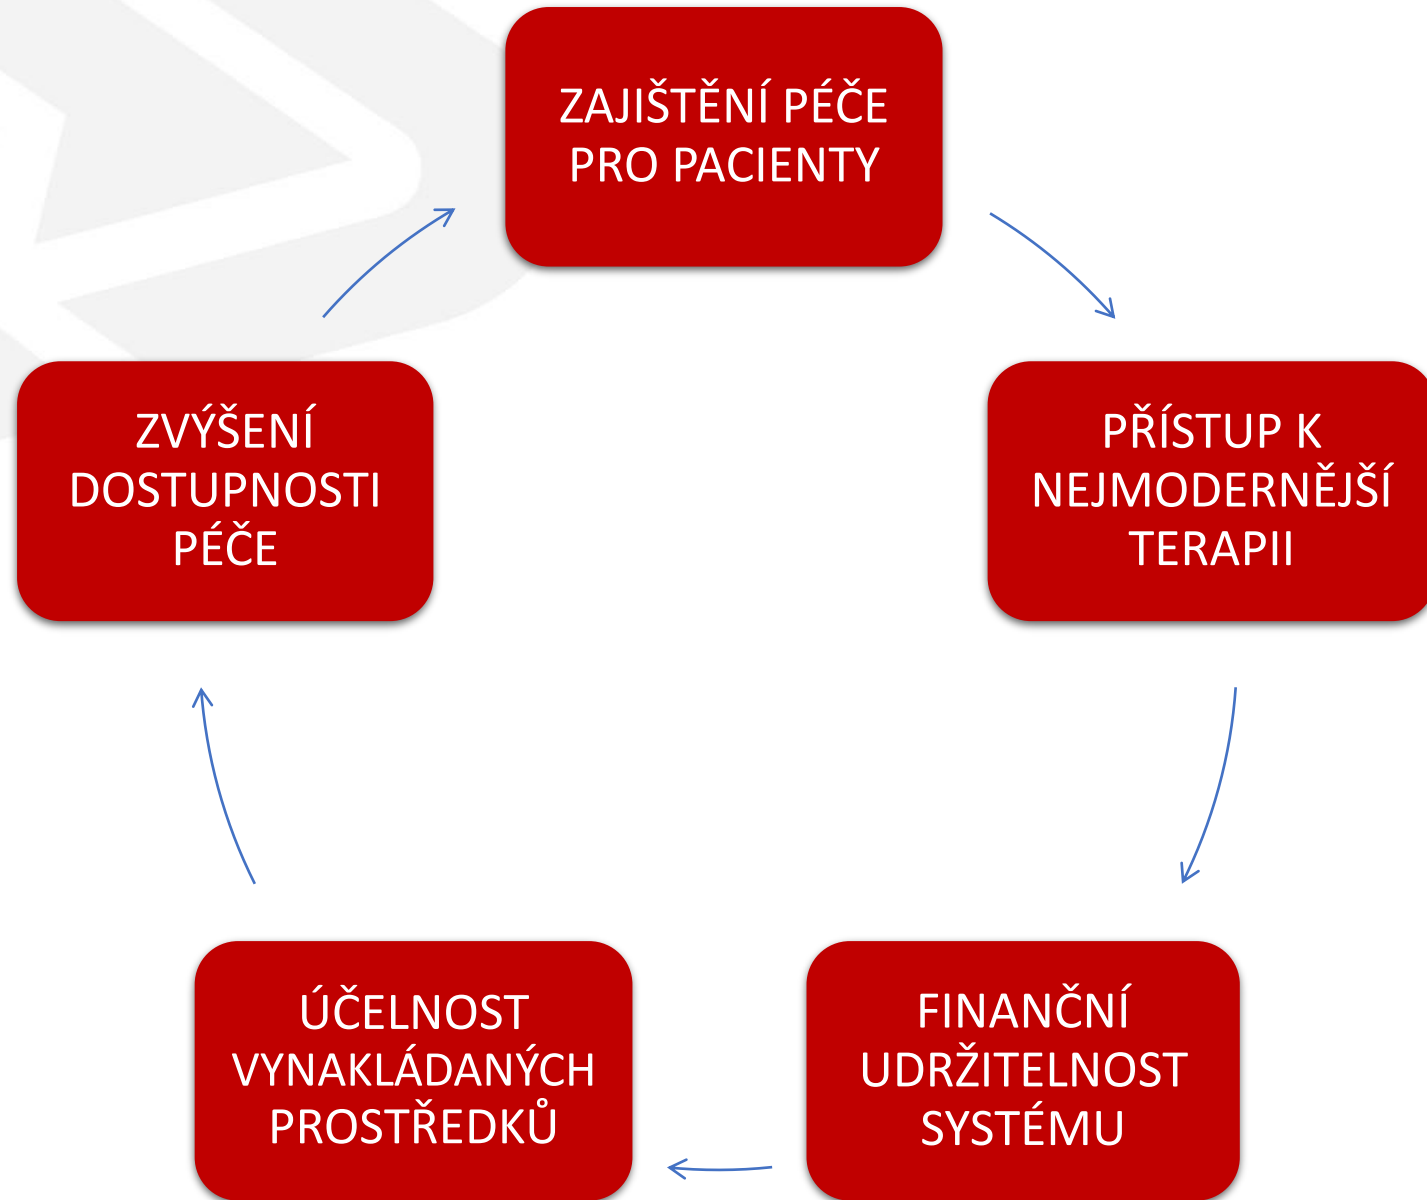 ZAJIŠTĚNÍ PÉČE
PRO PACIENTY
PŘÍSTUP K
NEJMODERNĚJŠÍ
TERAPII
FINANČNÍ
UDRŽITELNOST
SYSTÉMU
ÚČELNOST
VYNAKLÁDANÝCH
PROSTŘEDKŮ
ZVÝŠENÍ
DOSTUPNOSTI
PÉČE